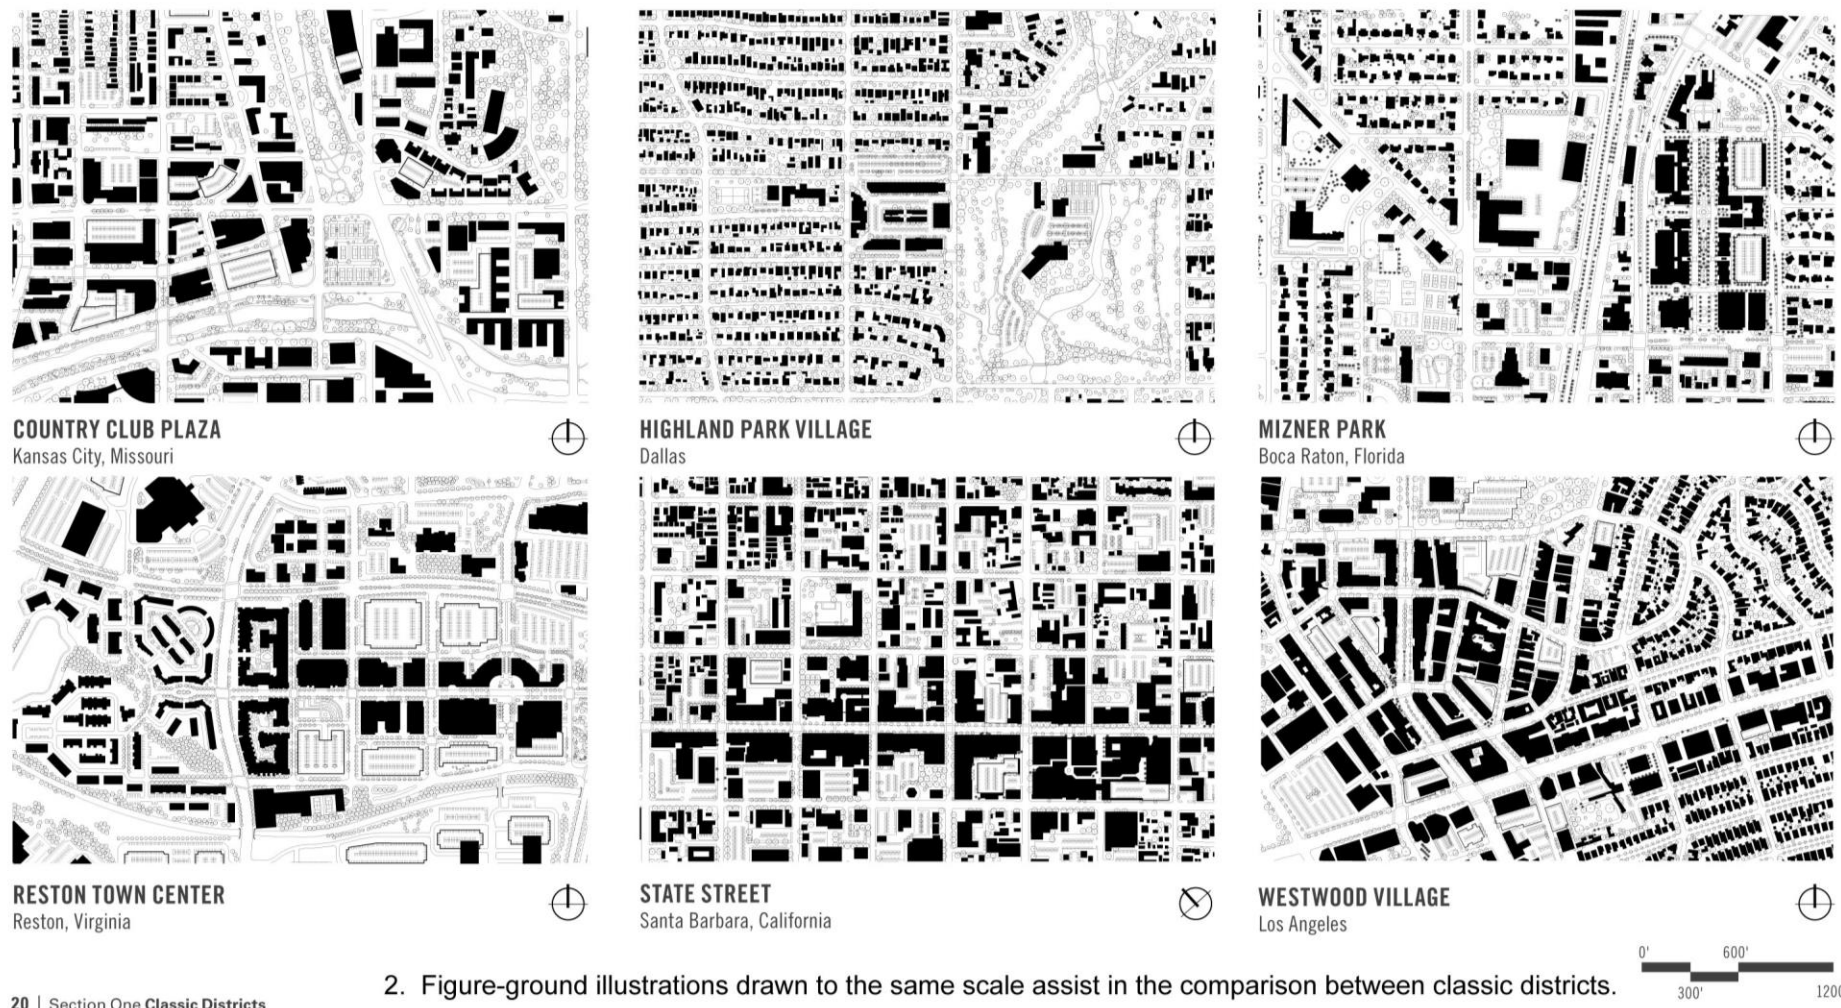 COUNTRY CLUB PLAZA
Kansas City, Missouri
HIGHLAND PARK VILLAGE
Dallas
MIZNER PARK
Boca Raton, Florida
RESTON TOWN CENTER
Reston, Virginia
STATE STREET
Santa Barbara, California
WESTWOOD VILLAGE
Los Angeles
0' 600'
300' 1200
2. Figure-ground illustrations drawn to the same scale assist in the comparison between classic districts.
20 | Section One Classic Districts